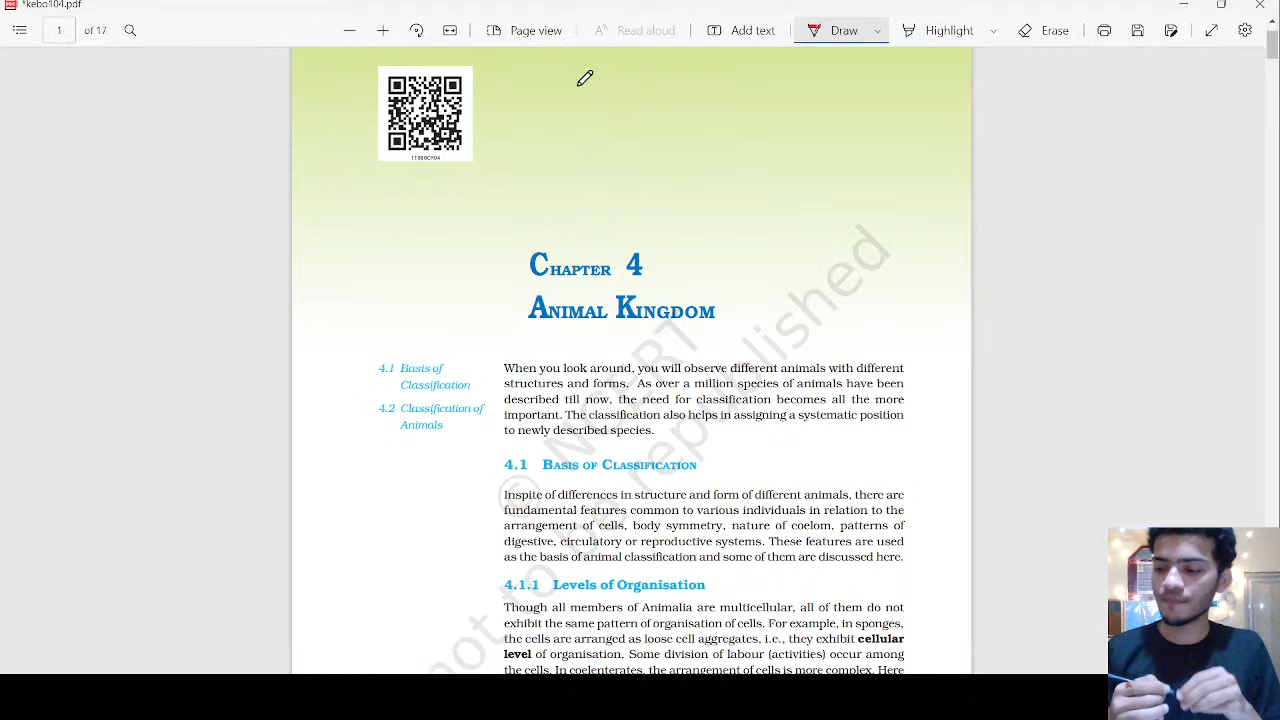 *kebo104.pdf
1 of 17
Page view
Read aloud
Add text
Draw
Highlight
Erase
11080CH04
CHAPTER 4
ANIMAL KINGDOM
4.1 Basis of
Classification
4.2 Classification of
Animals
When you look around, you will observe different animals with different
structures and forms. As over a million species of animals have been
described till now, the need for classification becomes all the more
important. The classification also helps in assigning a systematic position
to newly described species.
4.1 BASIS OF CLASSIFICATION
Inspite of differences in structure and form of different animals, there are
fundamental features common to various individuals in relation to the
arrangement of cells, body symmetry, nature of coelom, patterns of
digestive, circulatory or reproductive systems. These features are used
as the basis of animal classification and some of them are discussed here.
4.1.1 Levels of Organisation
Though all members of Animalia are multicellular, all of them do not
exhibit the same pattern of organisation of cells. For example, in sponges,
the cells are arranged as loose cell aggregates, i.e., they exhibit cellular
level of organisation. Some division of labour (activities) occur among
the cells. In coelenterates, the arrangement of cells is more complex. Here
© NCERT
not to be republished